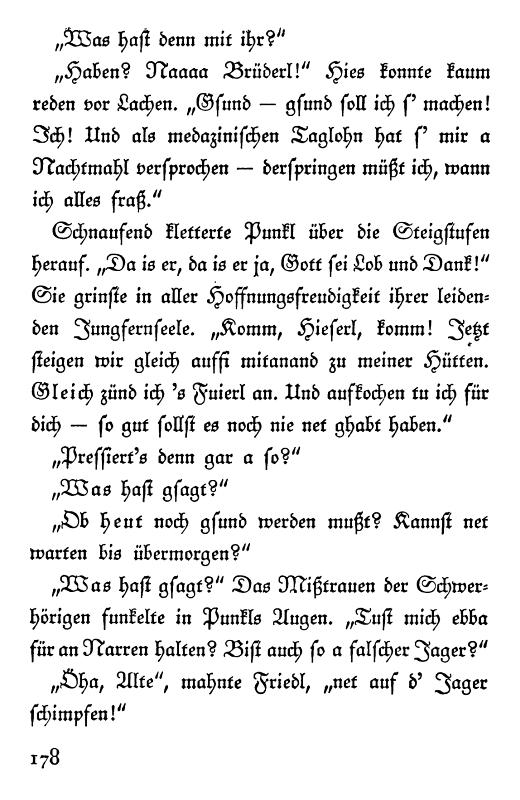 „Was hast denn mit ihr?“
„Haben? Naaaa Brüderl!“ Hies konnte kaum
reden vor Lachen. „Gsund — gsund soll ich s' machen!
Ich! Und als medazinischen Taglohn hat s' mir a
Nachtmahl versprochen — derspringen müßt ich, wann
ich alles fraß.“
Schnaufend kletterte Punkl über die Steigstufen
herauf. „Da is er, da is er ja, Gott sei Lob und Dank!“
Sie grinste in aller Hoffnungsfreudigkeit ihrer leiden-
den Jungfernseele. „Komm, Hieserl, komm! Jetzt
steigen wir gleich auffi mitanand zu meiner Hütten.
Gleich zünd ich 's Fuierl an. Und aufkochen tu ich für
dich — so gut sollst es noch nie net ghabt haben.“
„Pressiert's denn gar a so?“
„Was hast gsagt?“
„Ob heut noch gsund werden mußt? Kannst net
warten bis übermorgen?“
„Was hast gsagt?“ Das Mißtrauen der Schwer-
hörigen funkelte in Punkls Augen. „Tust mich ebba
für an Narren halten? Bist auch so a falscher Jager?“
„Öha, Alte“, mahnte Friedl, „net auf d' Jager
schimpfen!“
178